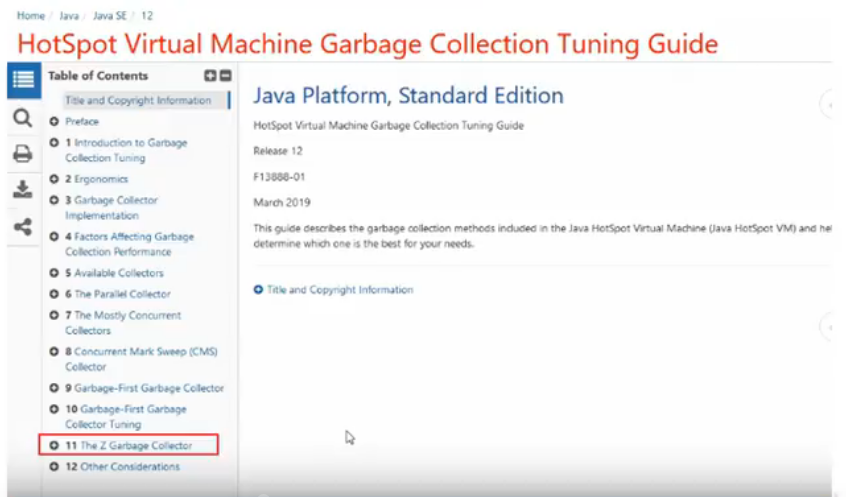 Home / Java / Java SE / 12
HotSpot Virtual Machine Garbage Collection Tuning Guide
Table of Contents
Title and Copyright Information
Preface
1 Introduction to Garbage
Collection Tuning
2 Ergonomics
3 Garbage Collector
Implementation
4 Factors Affecting Garbage
Collection Performance
5 Available Collectors
6 The Parallel Collector
7 The Mostly Concurrent
Collectors
8 Concurrent Mark Sweep (CMS)
Collector
9 Garbage-First Garbage Collector
10 Garbage-First Garbage
Collector Tuning
11 The Z Garbage Collector
12 Other Considerations
Java Platform, Standard Edition
HotSpot Virtual Machine Garbage Collection Tuning Guide
Release 12
F13888-01
March 2019
This guide describes the garbage collection methods included in the Java HotSpot Virtual Machine (Java HotSpot VM) and hel
determine which one is the best for your needs.
Title and Copyright Information